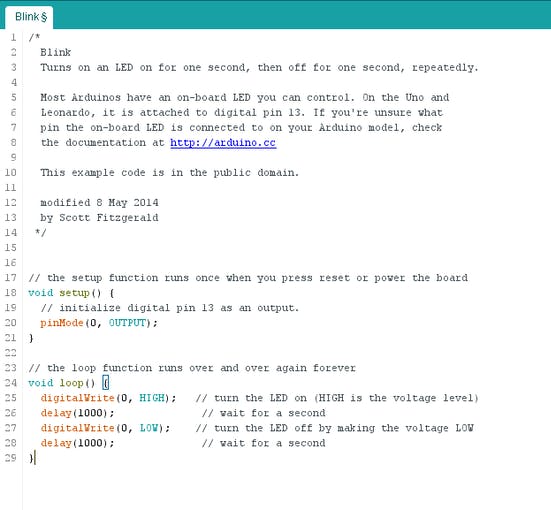 Blink§
1 /*
2   Blink
3   Turns on an LED on for one second, then off for one second, repeatedly.
4
5   Most Arduinos have an on-board LED you can control. On the Uno and
6   Leonardo, it is attached to digital pin 13. If you're unsure what
7   pin the on-board LED is connected to on your Arduino model, check
8   the documentation at http://arduino.cc
9
10   This example code is in the public domain.
11
12   modified 8 May 2014
13   by Scott Fitzgerald
14  */
15
16
17 // the setup function runs once when you press reset or power the board
18 void setup() {
19   // initialize digital pin 13 as an output.
20   pinMode(0, OUTPUT);
21 }
22
23 // the loop function runs over and over again forever
24 void loop() {
25   digitalWrite(0, HIGH);   // turn the LED on (HIGH is the voltage level)
26   delay(1000);              // wait for a second
27   digitalWrite(0, LOW);    // turn the LED off by making the voltage LOW
28   delay(1000);              // wait for a second
29 }